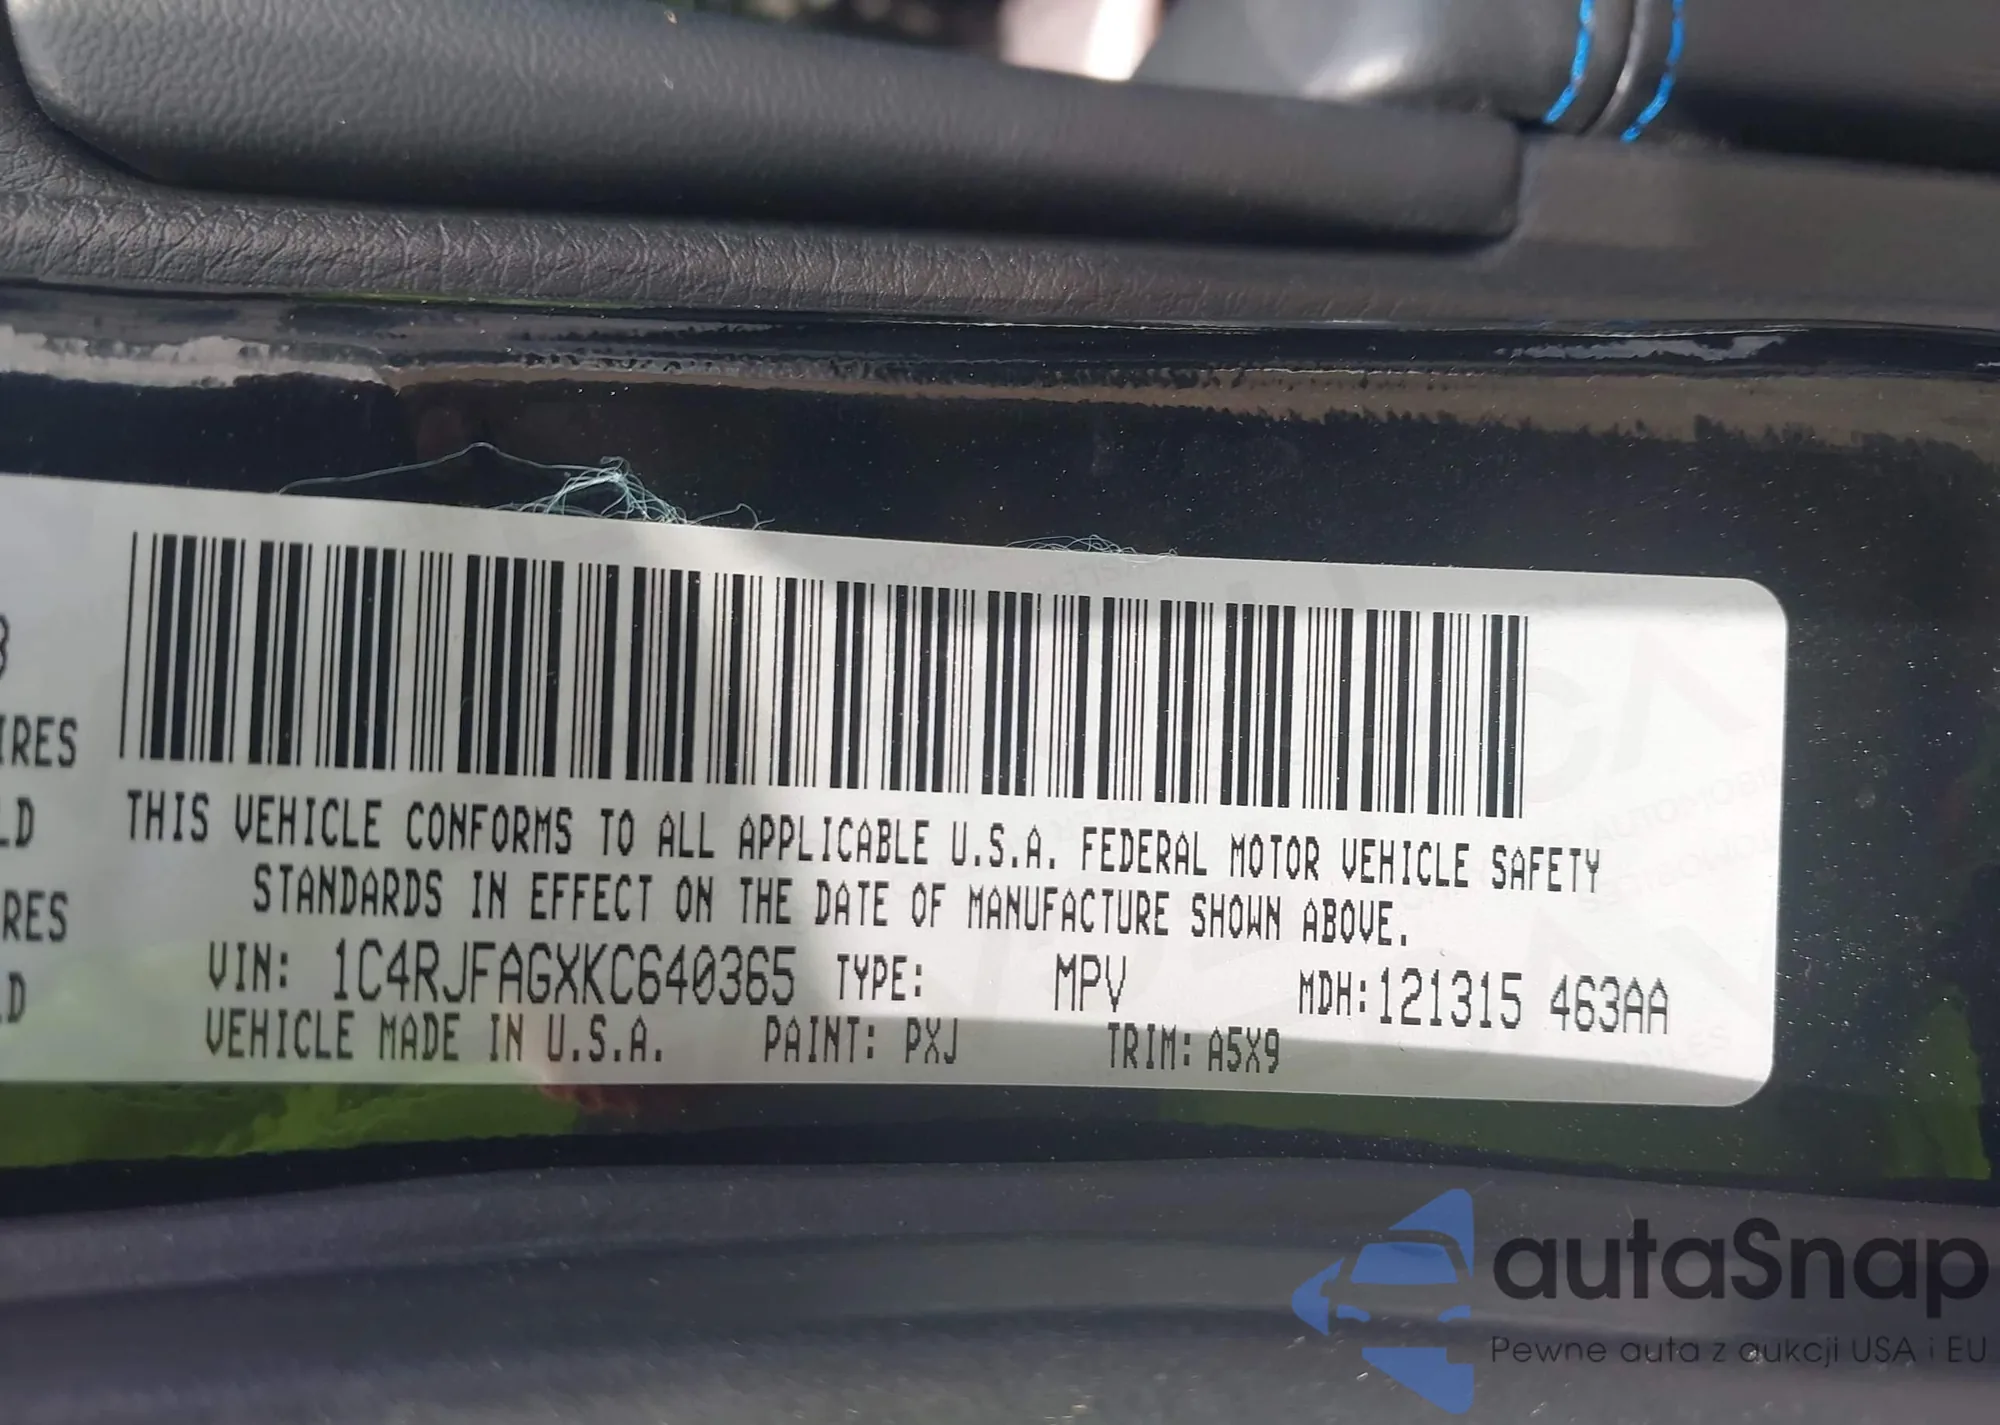 3
IRES
LD
RES
LD
THIS VEHICLE CONFORMS TO ALL APPLICABLE U.S.A. FEDERAL MOTOR VEHICLE SAFETY
STANDARDS IN EFFECT ON THE DATE OF MANUFACTURE SHOWN ABOVE.
VIN: 1C4RJFAGXKC640365 TYPE: MPV MDH:121315 463AA
VEHICLE MADE IN U.S.A. PAINT: PXJ TRIM: A5X9
autaSnap
Pewne auta z aukcji USA i EU